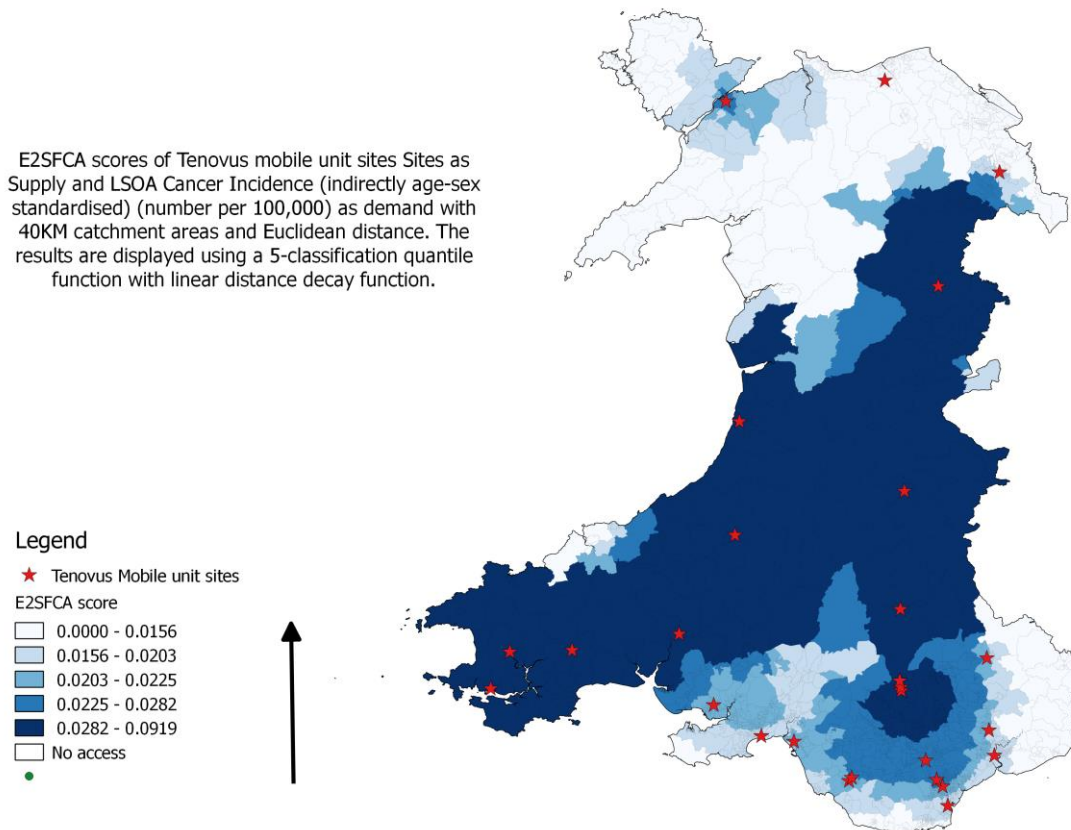 E2SFCA scores of Tenovus mobile unit sites Sites as
Supply and LSOA Cancer Incidence (indirectly age-sex
standardised) (number per 100,000) as demand with
40KM catchment areas and Euclidean distance. The
results are displayed using a 5-classification quantile
function with linear distance decay function.
Legend
Tenovus Mobile unit sites
E2SFCA score
0.0000 - 0.0156
0.0156 - 0.0203
0.0203 - 0.0225
0.0225 - 0.0282
0.0282 - 0.0919
No access